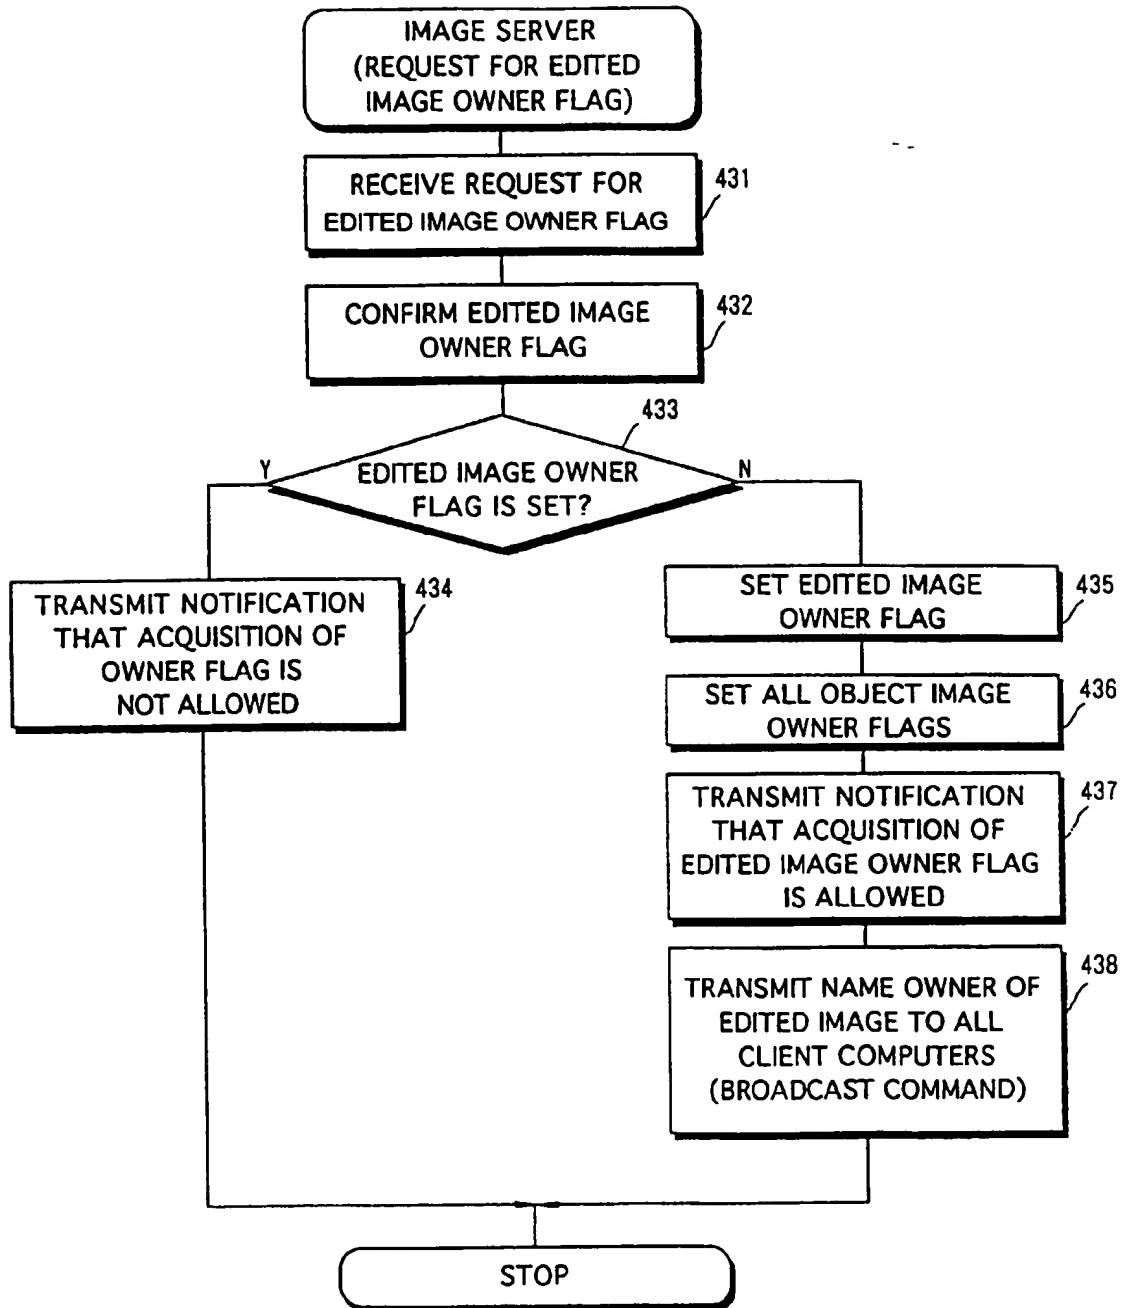 IMAGE SERVER
(REQUEST FOR EDITED
IMAGE OWNER FLAG)
RECEIVE REQUEST FOR
EDITED IMAGE OWNER FLAG
431
CONFIRM EDITED IMAGE
OWNER FLAG
432
433
EDITED IMAGE OWNER
FLAG IS SET?
Y
N
TRANSMIT NOTIFICATION
THAT ACQUISITION OF
OWNER FLAG IS
NOT ALLOWED
434
SET EDITED IMAGE
OWNER FLAG
435
SET ALL OBJECT IMAGE
OWNER FLAGS
436
TRANSMIT NOTIFICATION
THAT ACQUISITION OF
EDITED IMAGE OWNER FLAG
IS ALLOWED
437
TRANSMIT NAME OWNER OF
EDITED IMAGE TO ALL
CLIENT COMPUTERS
(BROADCAST COMMAND)
438
STOP